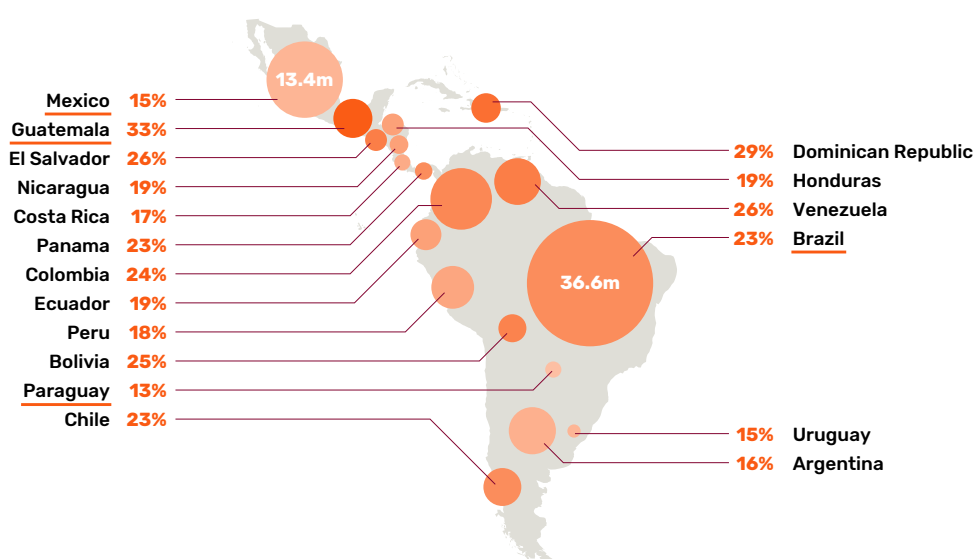 13.4m
Mexico 15%
Guatemala 33%
El Salvador 26%
Nicaragua 19%
Costa Rica 17%
Panama 23%
Colombia 24%
Ecuador 19%
Peru 18%
Bolivia 25%
Paraguay 13%
Chile 23%
36.6m
29% Dominican Republic
19% Honduras
26% Venezuela
23% Brazil
15% Uruguay
16% Argentina